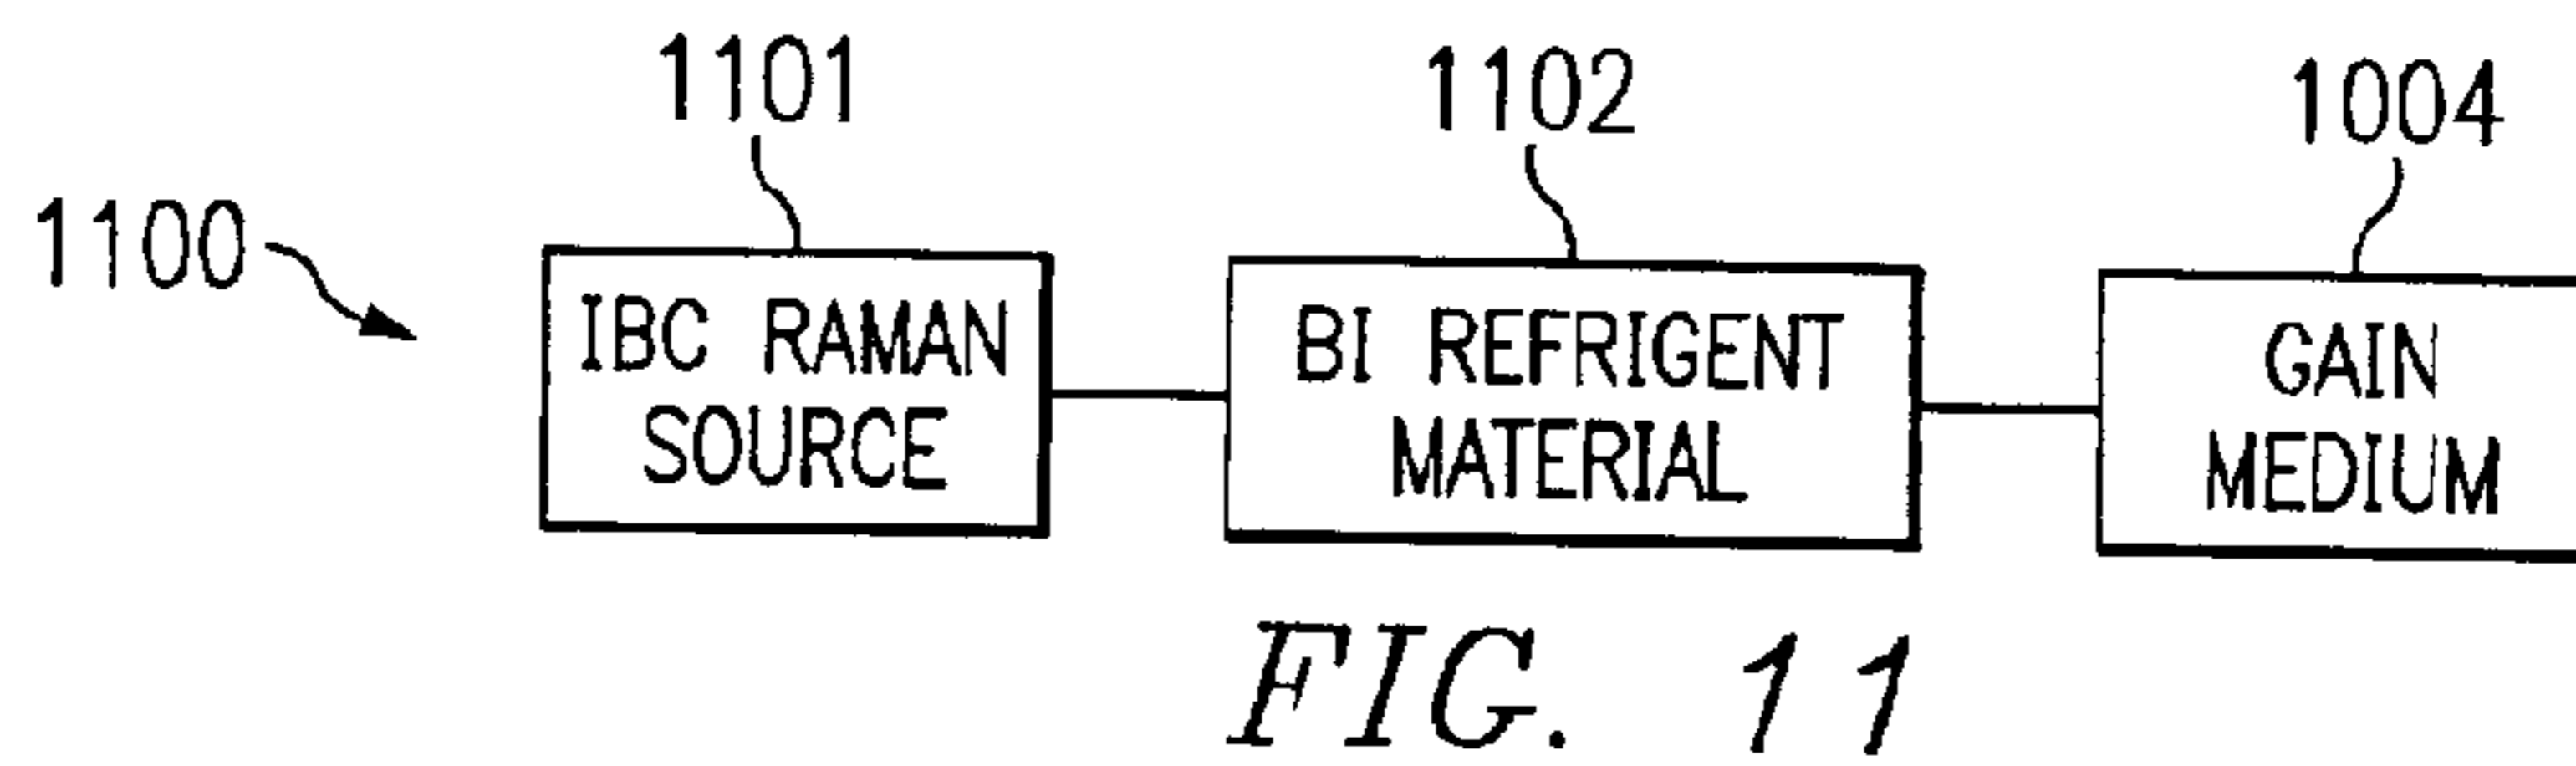 1101
1102
1004
1100
IBC RAMAN
SOURCE
BI REFRIGENT
MATERIAL
GAIN
MEDIUM
FIG. 11